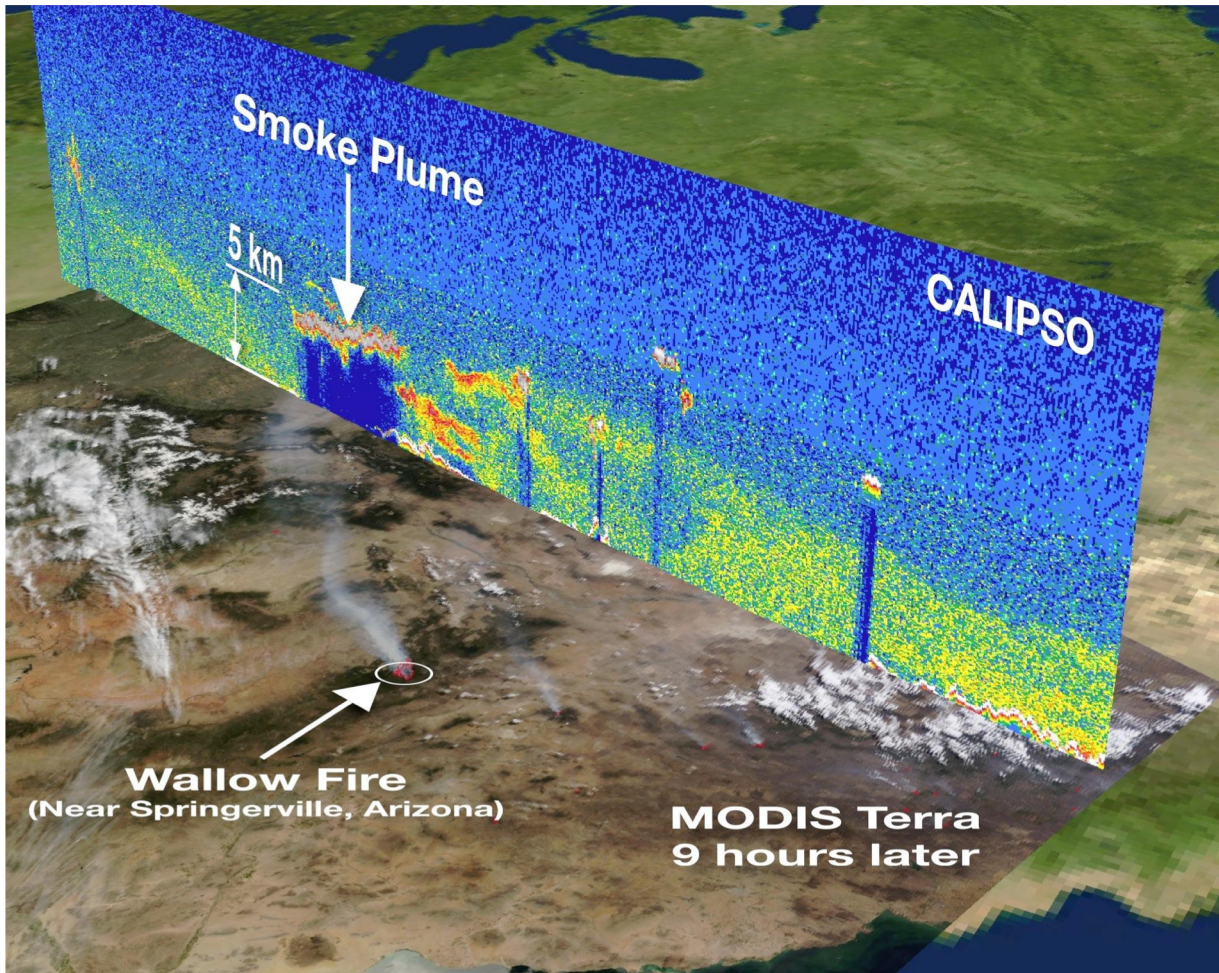 Smoke Plume
5 km
CALIPSO
Wallow Fire
(Near Springerville, Arizona)
MODIS Terra
9 hours later